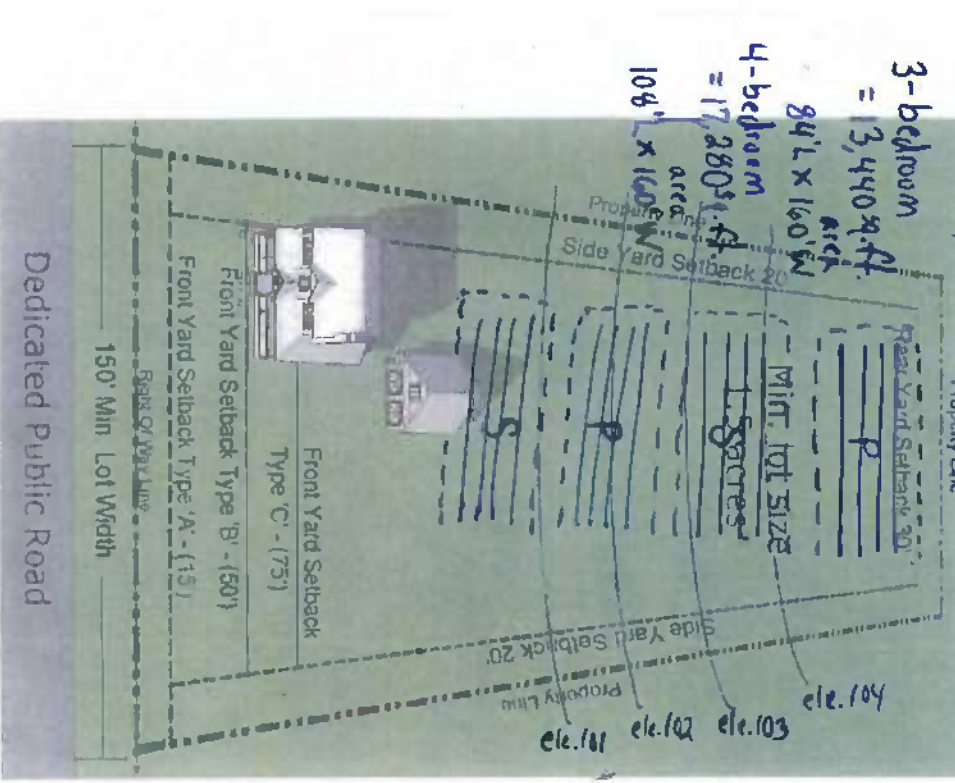 3-bedroom
= 13,440 sq.ft.
area
84'L x 160'W
4-bedroom
= 17,280 sq.ft.
area
108'L x 160'W
Property Line
Rear Yard Setback 30'
Property Line
Side Yard Setback 20'
P
Min. lot Size
acres
P
S
Side Yard Setback 20'
Property Line
ele.104
ele.103
ele.102
ele.101
Front Yard Setback
Type 'C' - (75')
Front Yard Setback Type 'B' - (50')
Front Yard Setback Type 'A' - (15')
Right Of Way Line
150' Min Lot Width
Dedicated Public Road